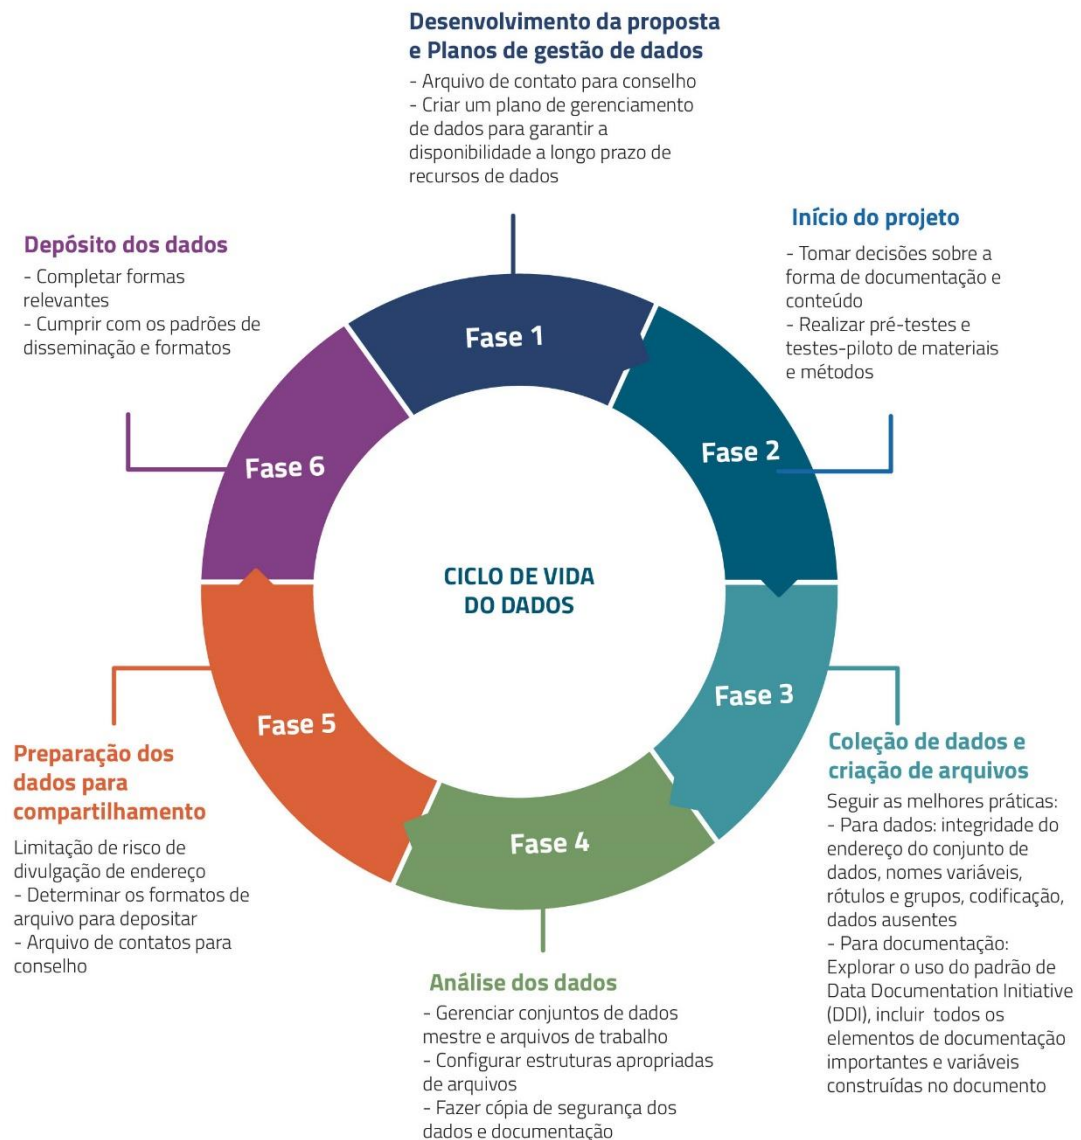 Desenvolvimento da proposta
e Planos de gestão de dados
- Arquivo de contato para conselho
- Criar um plano de gerenciamento
de dados para garantir a
disponibilidade a longo prazo de
recursos de dados
Início do projeto
- Tomar decisões sobre a
forma de documentação e
conteúdo
- Realizar pré-testes e
testes-piloto de materiais
e métodos
Depósito dos dados
- Completar formas
relevantes
- Cumprir com os padrões de
disseminação e formatos
Fase 1
Fase 2
Fase 6
CICLO DE VIDA
DO DADOS
Fase 3
Fase 5
Fase 4
Coleção de dados e
criação de arquivos
Seguir as melhores práticas:
- Para dados: integridade do
endereço do conjunto de
dados, nomes variáveis,
rótulos e grupos, codificação,
dados ausentes
- Para documentação:
Explorar o uso do padrão de
Data Documentation Initiative
(DDI), incluir todos os
elementos de documentação
importantes e variáveis
construídas no documento
Preparação dos
dados para
compartilhamento
Limitação de risco de
divulgação de endereço
- Determinar os formatos de
arquivo para depositar
- Arquivo de contatos para
conselho
Análise dos dados
- Gerenciar conjuntos de dados
mestre e arquivos de trabalho
- Configurar estruturas apropriadas
de arquivos
- Fazer cópia de segurança dos
dados e documentação